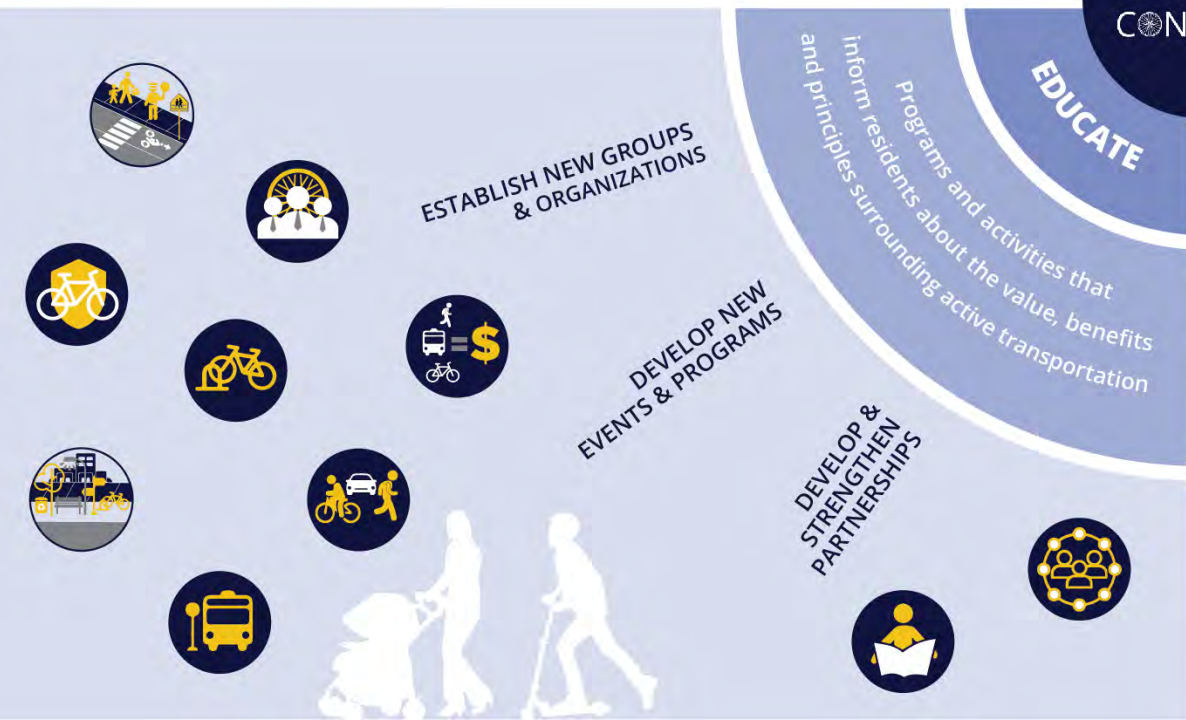 CON
EDUCATE
Programs and activities that
inform residents about the value, benefits
and principles surrounding active transportation
ESTABLISH NEW GROUPS
& ORGANIZATIONS
DEVELOP NEW
EVENTS & PROGRAMS
DEVELOP &
STRENGTHEN
PARTNERSHIPS
= $